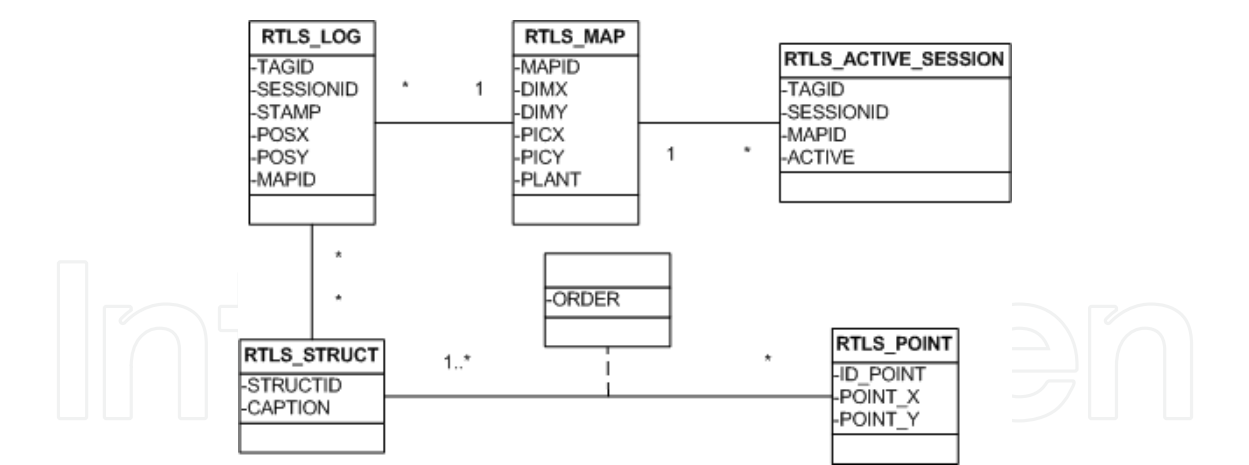 RTLS_LOG
-TAGID
-SESSIONID
-STAMP
-POSX
-POSY
-MAPID
*
1
RTLS_MAP
-MAPID
-DIMX
-DIMY
-PICX
-PICY
-PLANT
1
*
RTLS_ACTIVE_SESSION
-TAGID
-SESSIONID
-MAPID
-ACTIVE
*
*
-ORDER
RTLS_STRUCT
-STRUCTID
-CAPTION
1..*
*
RTLS_POINT
-ID_POINT
-POINT_X
-POINT_Y